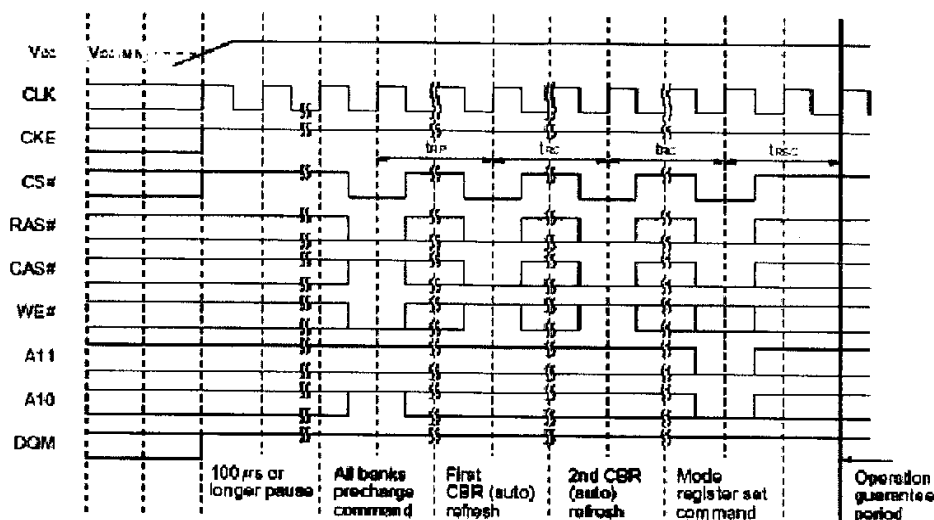 Vcc
CLK
CKE
tRP
tRC
tRC
tRSC
CS#
RAS#
CAS#
WE#
A11
A10
DQM
100 μs or
longer pause
All banks
precharge
command
First
CBR (auto)
refresh
2nd CBR
(auto)
refresh
Mode
register set
command
Operation
guarantee
period